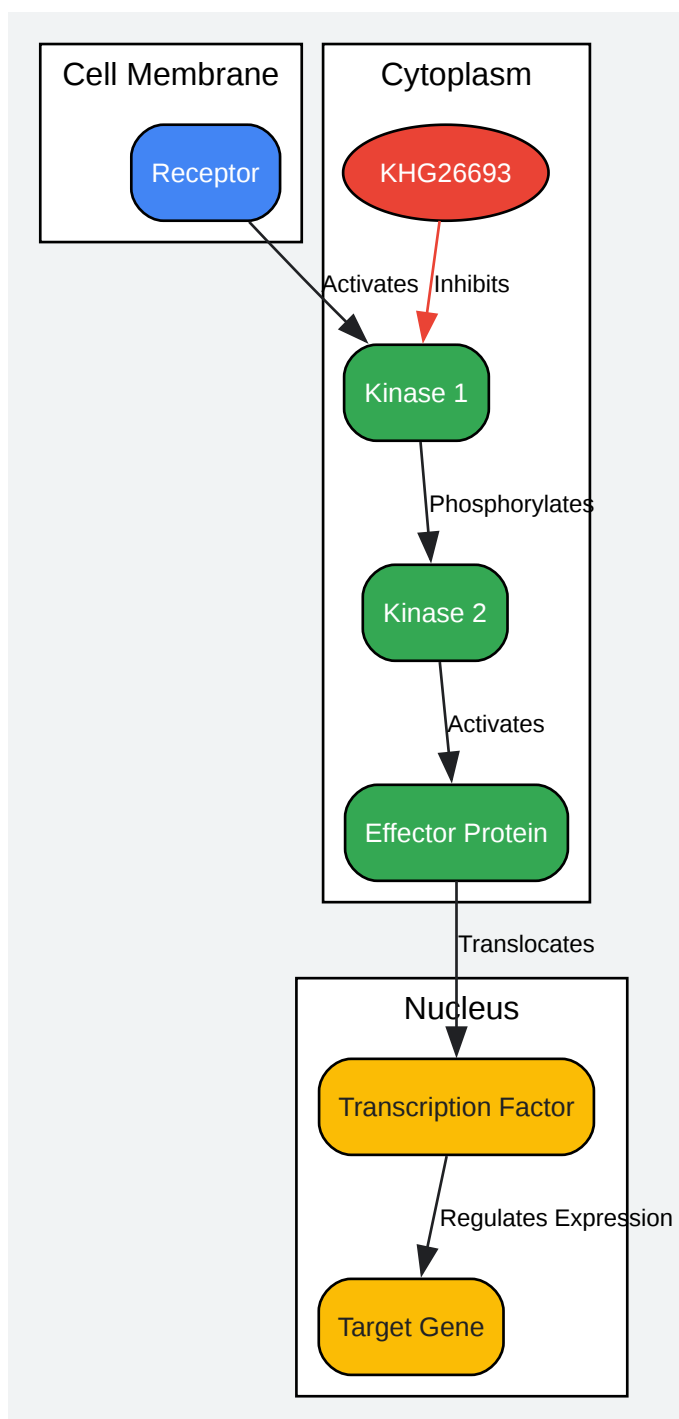 Cell Membrane
Cytoplasm
Receptor
KHG26693
Activates
Inhibits
Kinase 1
Phosphorylates
Kinase 2
Activates
Effector Protein
Translocates
Nucleus
Transcription Factor
Regulates Expression
Target Gene